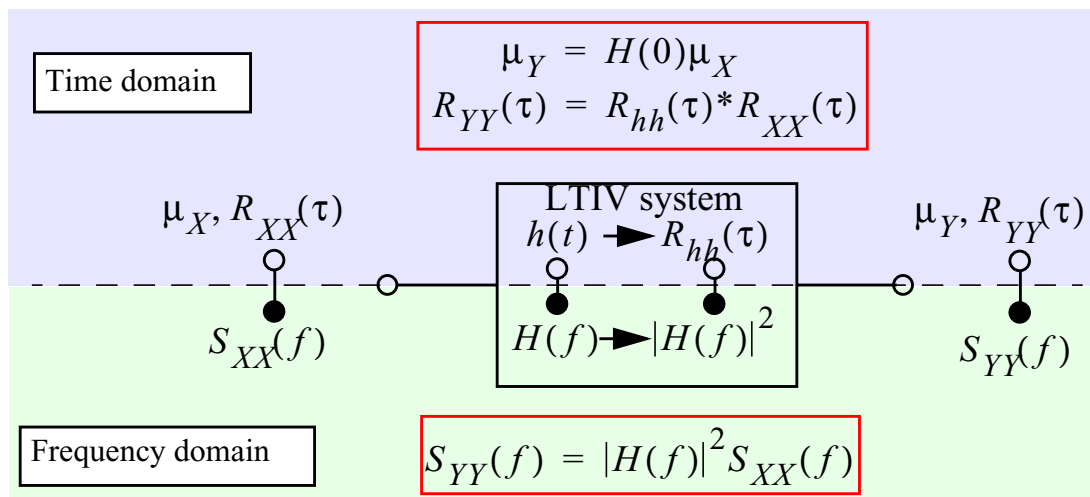 Time domain
μ_Y = H(0)μ_X
R_YY(τ) = R_hh(τ)*R_XX(τ)
LTIV system
μ_X, R_XX(τ)
h(t) R_hh(τ)
μ_Y, R_YY(τ)
S_XX(f)
H(f) |H(f)|^2
S_YY(f)
Frequency domain
S_YY(f) = |H(f)|^2 S_XX(f)